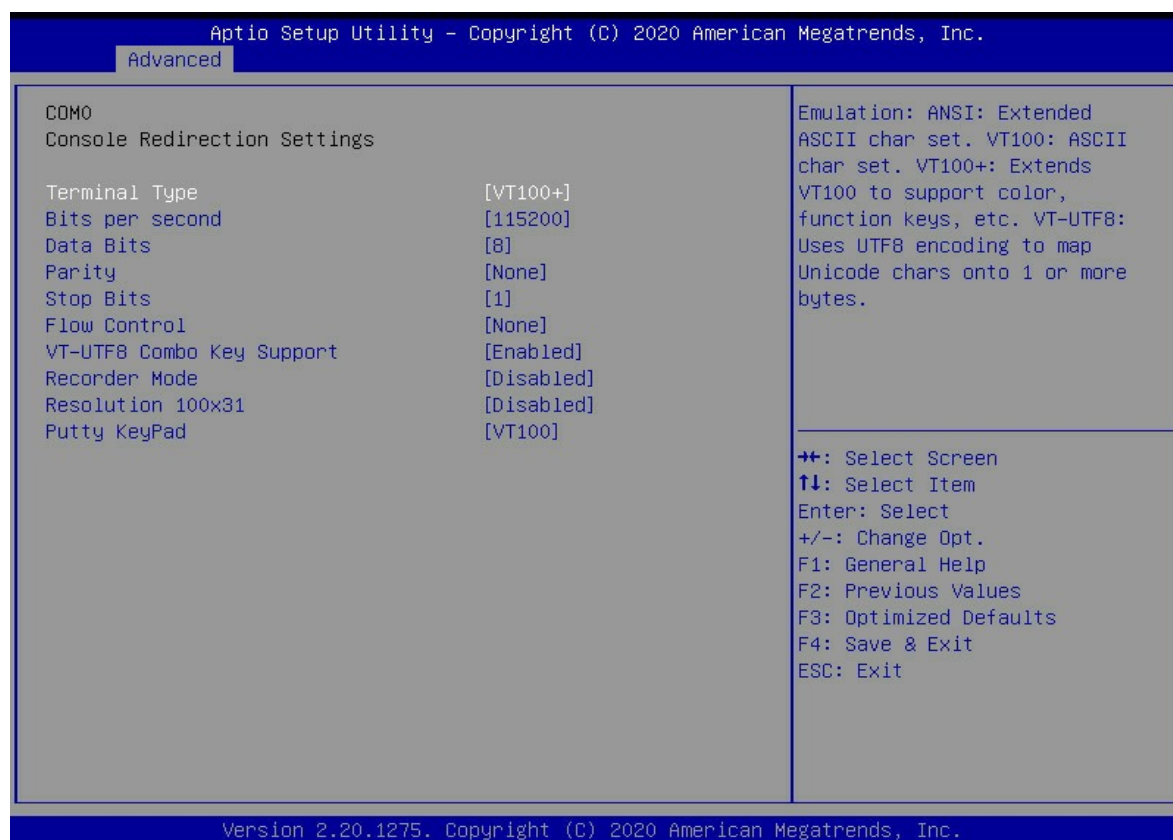 Aptio Setup Utility – Copyright (C) 2020 American Megatrends, Inc.
Advanced
COM0
Console Redirection Settings
Terminal Type [VT100+]
Bits per second [115200]
Data Bits [8]
Parity [None]
Stop Bits [1]
Flow Control [None]
VT-UTF8 Combo Key Support [Enabled]
Recorder Mode [Disabled]
Resolution 100x31 [Disabled]
Putty KeyPad [VT100]
Emulation: ANSI: Extended
ASCII char set. VT100: ASCII
char set. VT100+: Extends
VT100 to support color,
function keys, etc. VT-UTF8:
Uses UTF8 encoding to map
Unicode chars onto 1 or more
bytes.
→←: Select Screen
↑↓: Select Item
Enter: Select
+/-: Change Opt.
F1: General Help
F2: Previous Values
F3: Optimized Defaults
F4: Save & Exit
ESC: Exit
Version 2.20.1275. Copyright (C) 2020 American Megatrends, Inc.